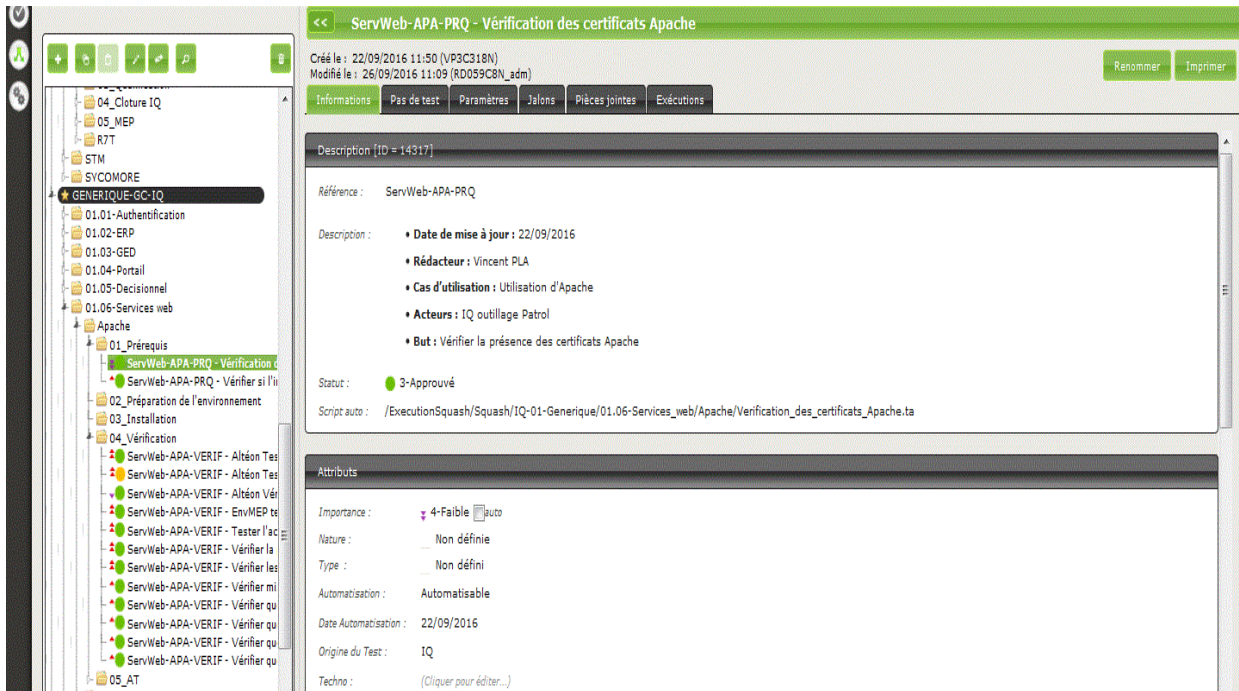 04_Cloture IQ
05_MEP
R7T
STM
SYCOMORE
GENERIQUE-GC-IQ
01.01-Authentification
01.02-ERP
01.03-GED
01.04-Portail
01.05-Decisionnel
01.06-Services web
Apache
01_Prérequis
ServWeb-APA-PRQ - Vérification d
ServWeb-APA-PRQ - Vérifier si l'i
02_Préparation de l'environnement
03_Installation
04_Vérification
ServWeb-APA-VERIF - Altéon Tes
ServWeb-APA-VERIF - Altéon Tes
ServWeb-APA-VERIF - Altéon Vér
ServWeb-APA-VERIF - EnvMEP te
ServWeb-APA-VERIF - Tester l'ac
ServWeb-APA-VERIF - Vérifier la
ServWeb-APA-VERIF - Vérifier les
ServWeb-APA-VERIF - Vérifier mi
ServWeb-APA-VERIF - Vérifier qu
ServWeb-APA-VERIF - Vérifier qu
ServWeb-APA-VERIF - Vérifier qu
ServWeb-APA-VERIF - Vérifier qu
05_AT
<< ServWeb-APA-PRQ - Vérification des certificats Apache
Créé le : 22/09/2016 11:50 (VP3C318N)
Modifié le : 26/09/2016 11:09 (RD059C8N_adm)
Renommer Imprimer
Informations Pas de test Paramètres Jalons Pièces jointes Exécutions
Description [ID = 14317]
Référence : ServWeb-APA-PRQ
Description : • Date de mise à jour : 22/09/2016
• Rédacteur : Vincent PLA
• Cas d'utilisation : Utilisation d'Apache
• Acteurs : IQ outillage Patrol
• But : Vérifier la présence des certificats Apache
Statut : 3-Approuvé
Script auto : /ExecutionSquash/Squash/IQ-01-Generique/01.06-Services_web/Apache/Verification_des_certificats_Apache.ta
Attributs
Importance : 4-Faible auto
Nature : Non définie
Type : Non défini
Automatisation : Automatisable
Date Automatisation : 22/09/2016
Origine du Test : IQ
Techno : (Cliquer pour éditer...)